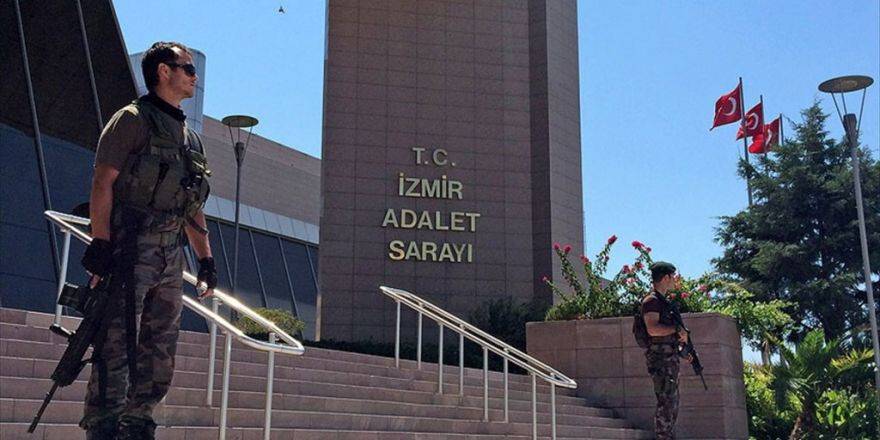 T.C.
İZMİR
ADALET
SARAYI